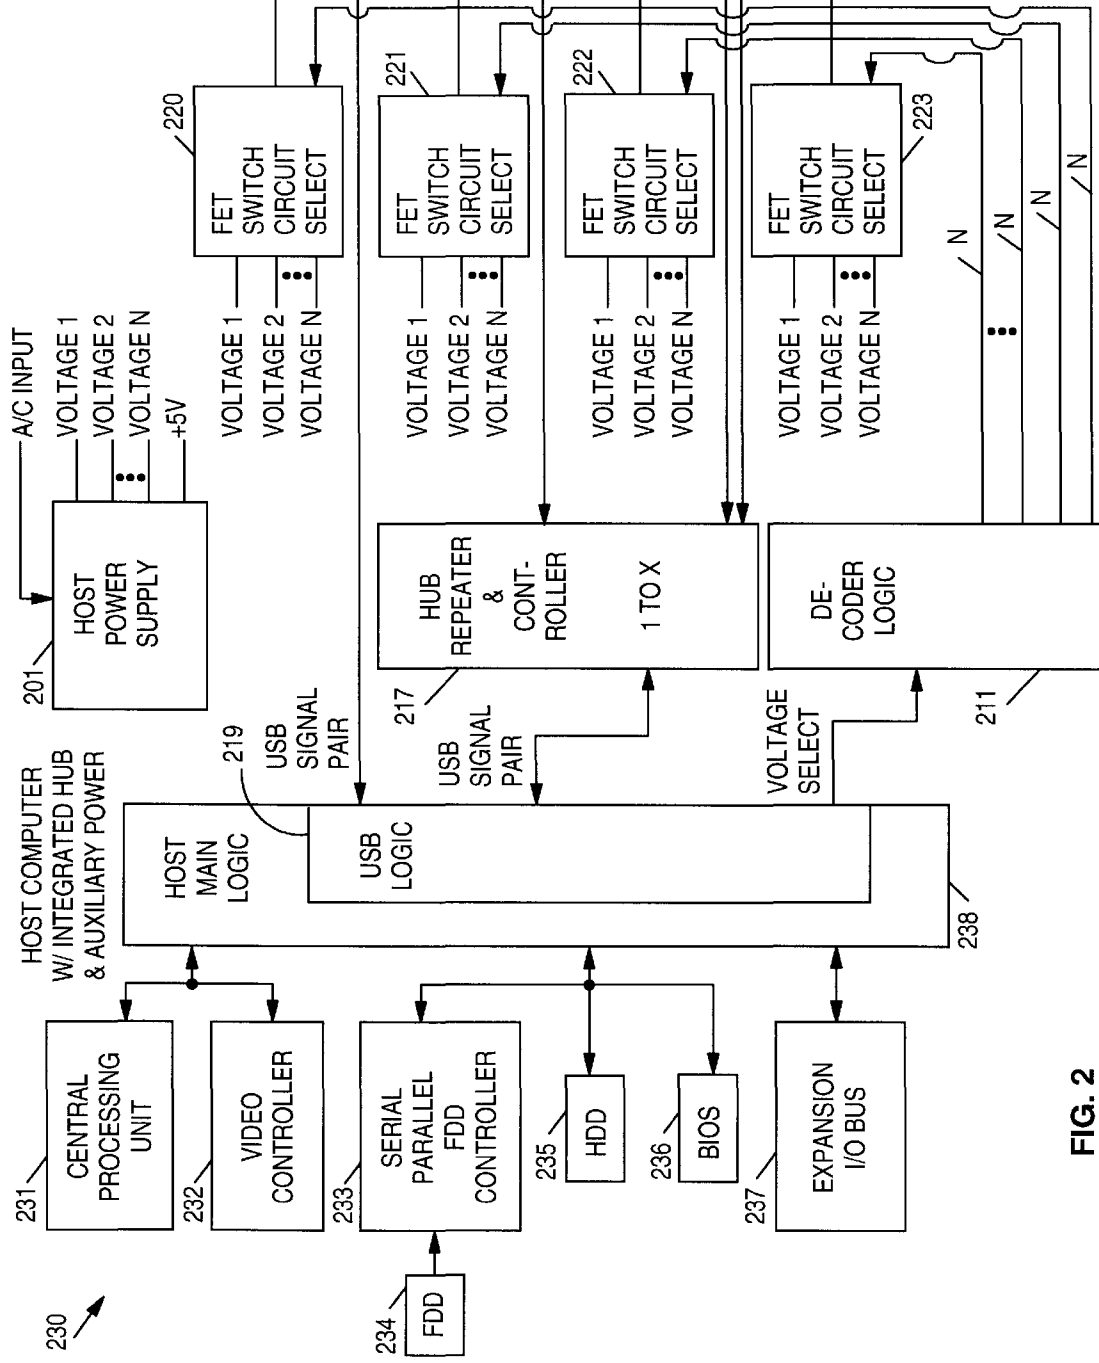 230
HOST COMPUTER
W/ INTEGRATED HUB
& AUXILIARY POWER
231
CENTRAL
PROCESSING
UNIT
232
VIDEO
CONTROLLER
233
SERIAL
PARALLEL
FDD
CONTROLLER
234
FDD
235
HDD
236
BIOS
237
EXPANSION
I/O BUS
HOST
MAIN
LOGIC
219
USB
LOGIC
238
USB
SIGNAL
PAIR
USB
SIGNAL
PAIR
VOLTAGE
SELECT
201
HOST
POWER
SUPPLY
A/C INPUT
VOLTAGE 1
VOLTAGE 2
VOLTAGE N
+5V
217
HUB
REPEATER
&
CONT-
ROLLER
1 TO X
211
DE-
CODER
LOGIC
VOLTAGE 1
VOLTAGE 2
VOLTAGE N
220
FET
SWITCH
CIRCUIT
SELECT
VOLTAGE 1
VOLTAGE 2
VOLTAGE N
221
FET
SWITCH
CIRCUIT
SELECT
VOLTAGE 1
VOLTAGE 2
VOLTAGE N
222
FET
SWITCH
CIRCUIT
SELECT
VOLTAGE 1
VOLTAGE 2
VOLTAGE N
223
FET
SWITCH
CIRCUIT
SELECT
N
N
N
N
FIG. 2